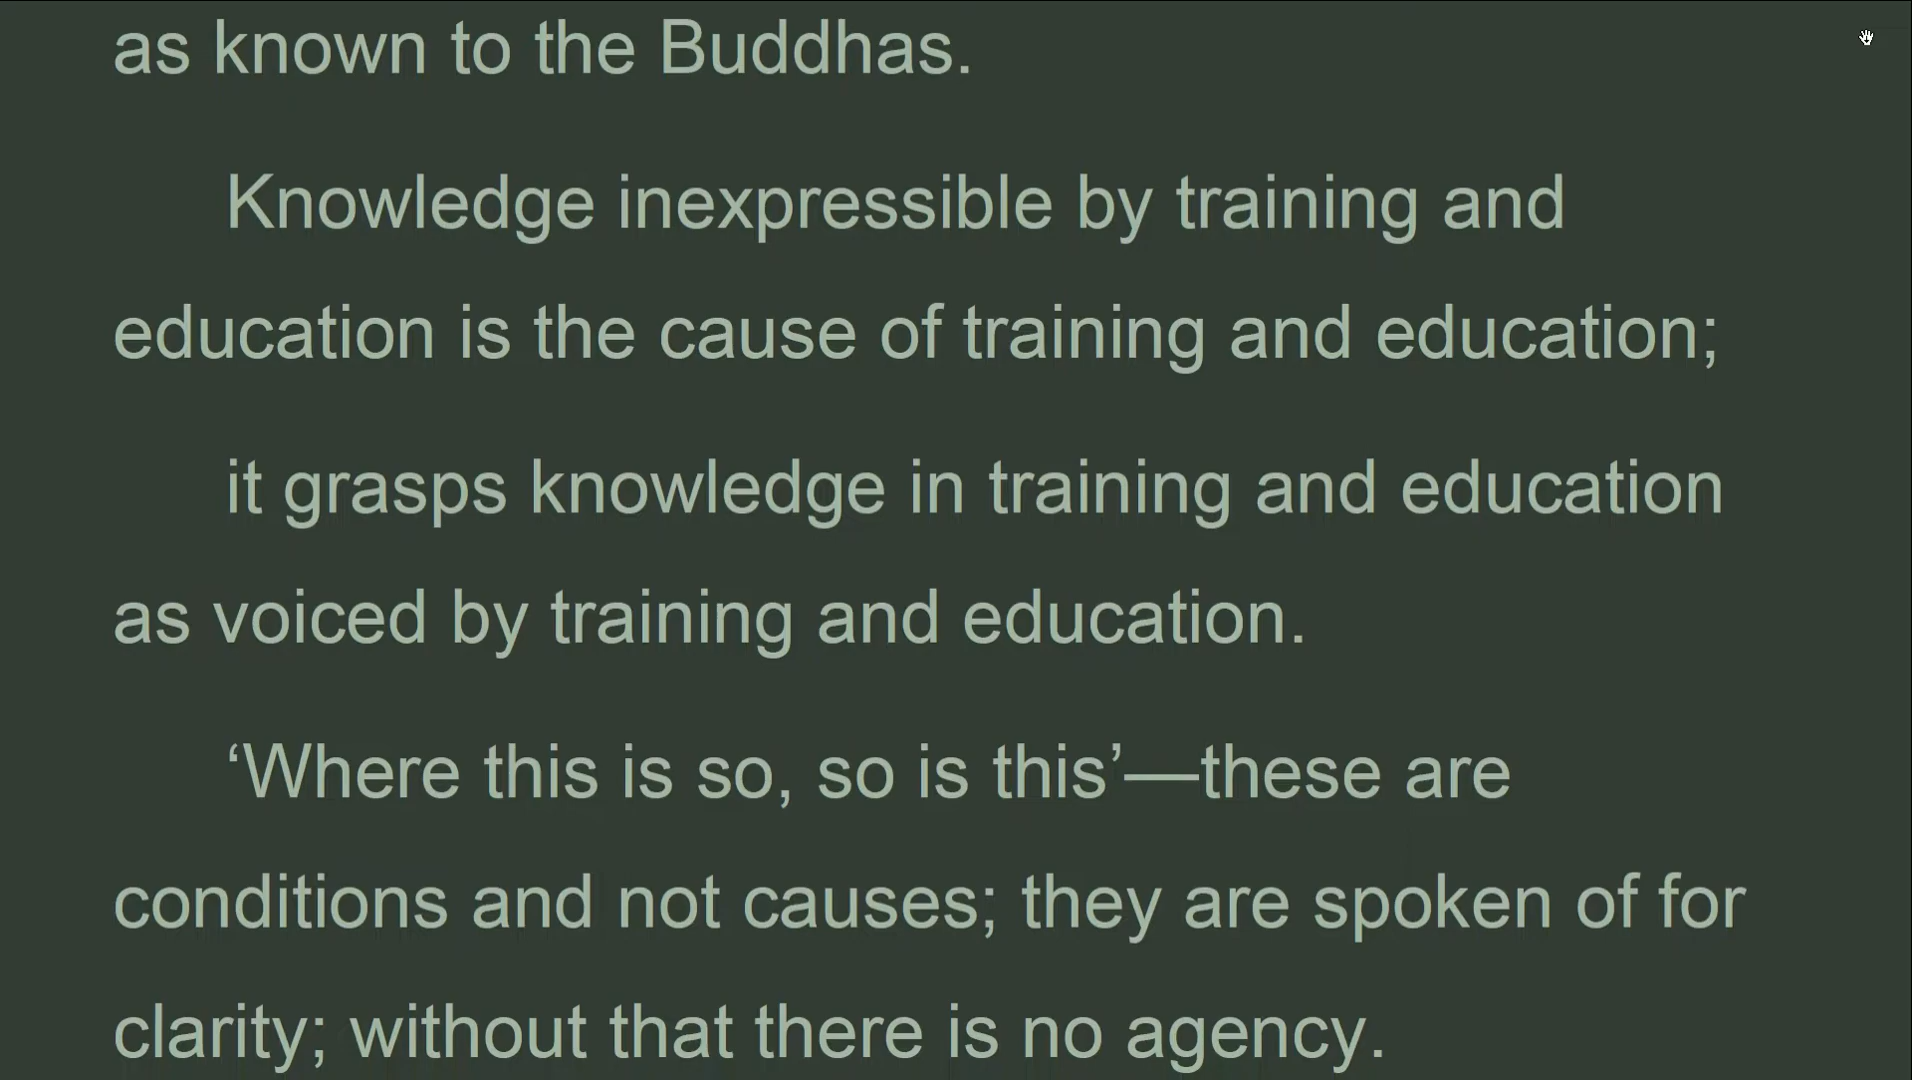 as known to the Buddhas.
Knowledge inexpressible by training and
education is the cause of training and education;
it grasps knowledge in training and education
as voiced by training and education.
‘Where this is so, so is this’—these are
conditions and not causes; they are spoken of for
clarity; without that there is no agency.